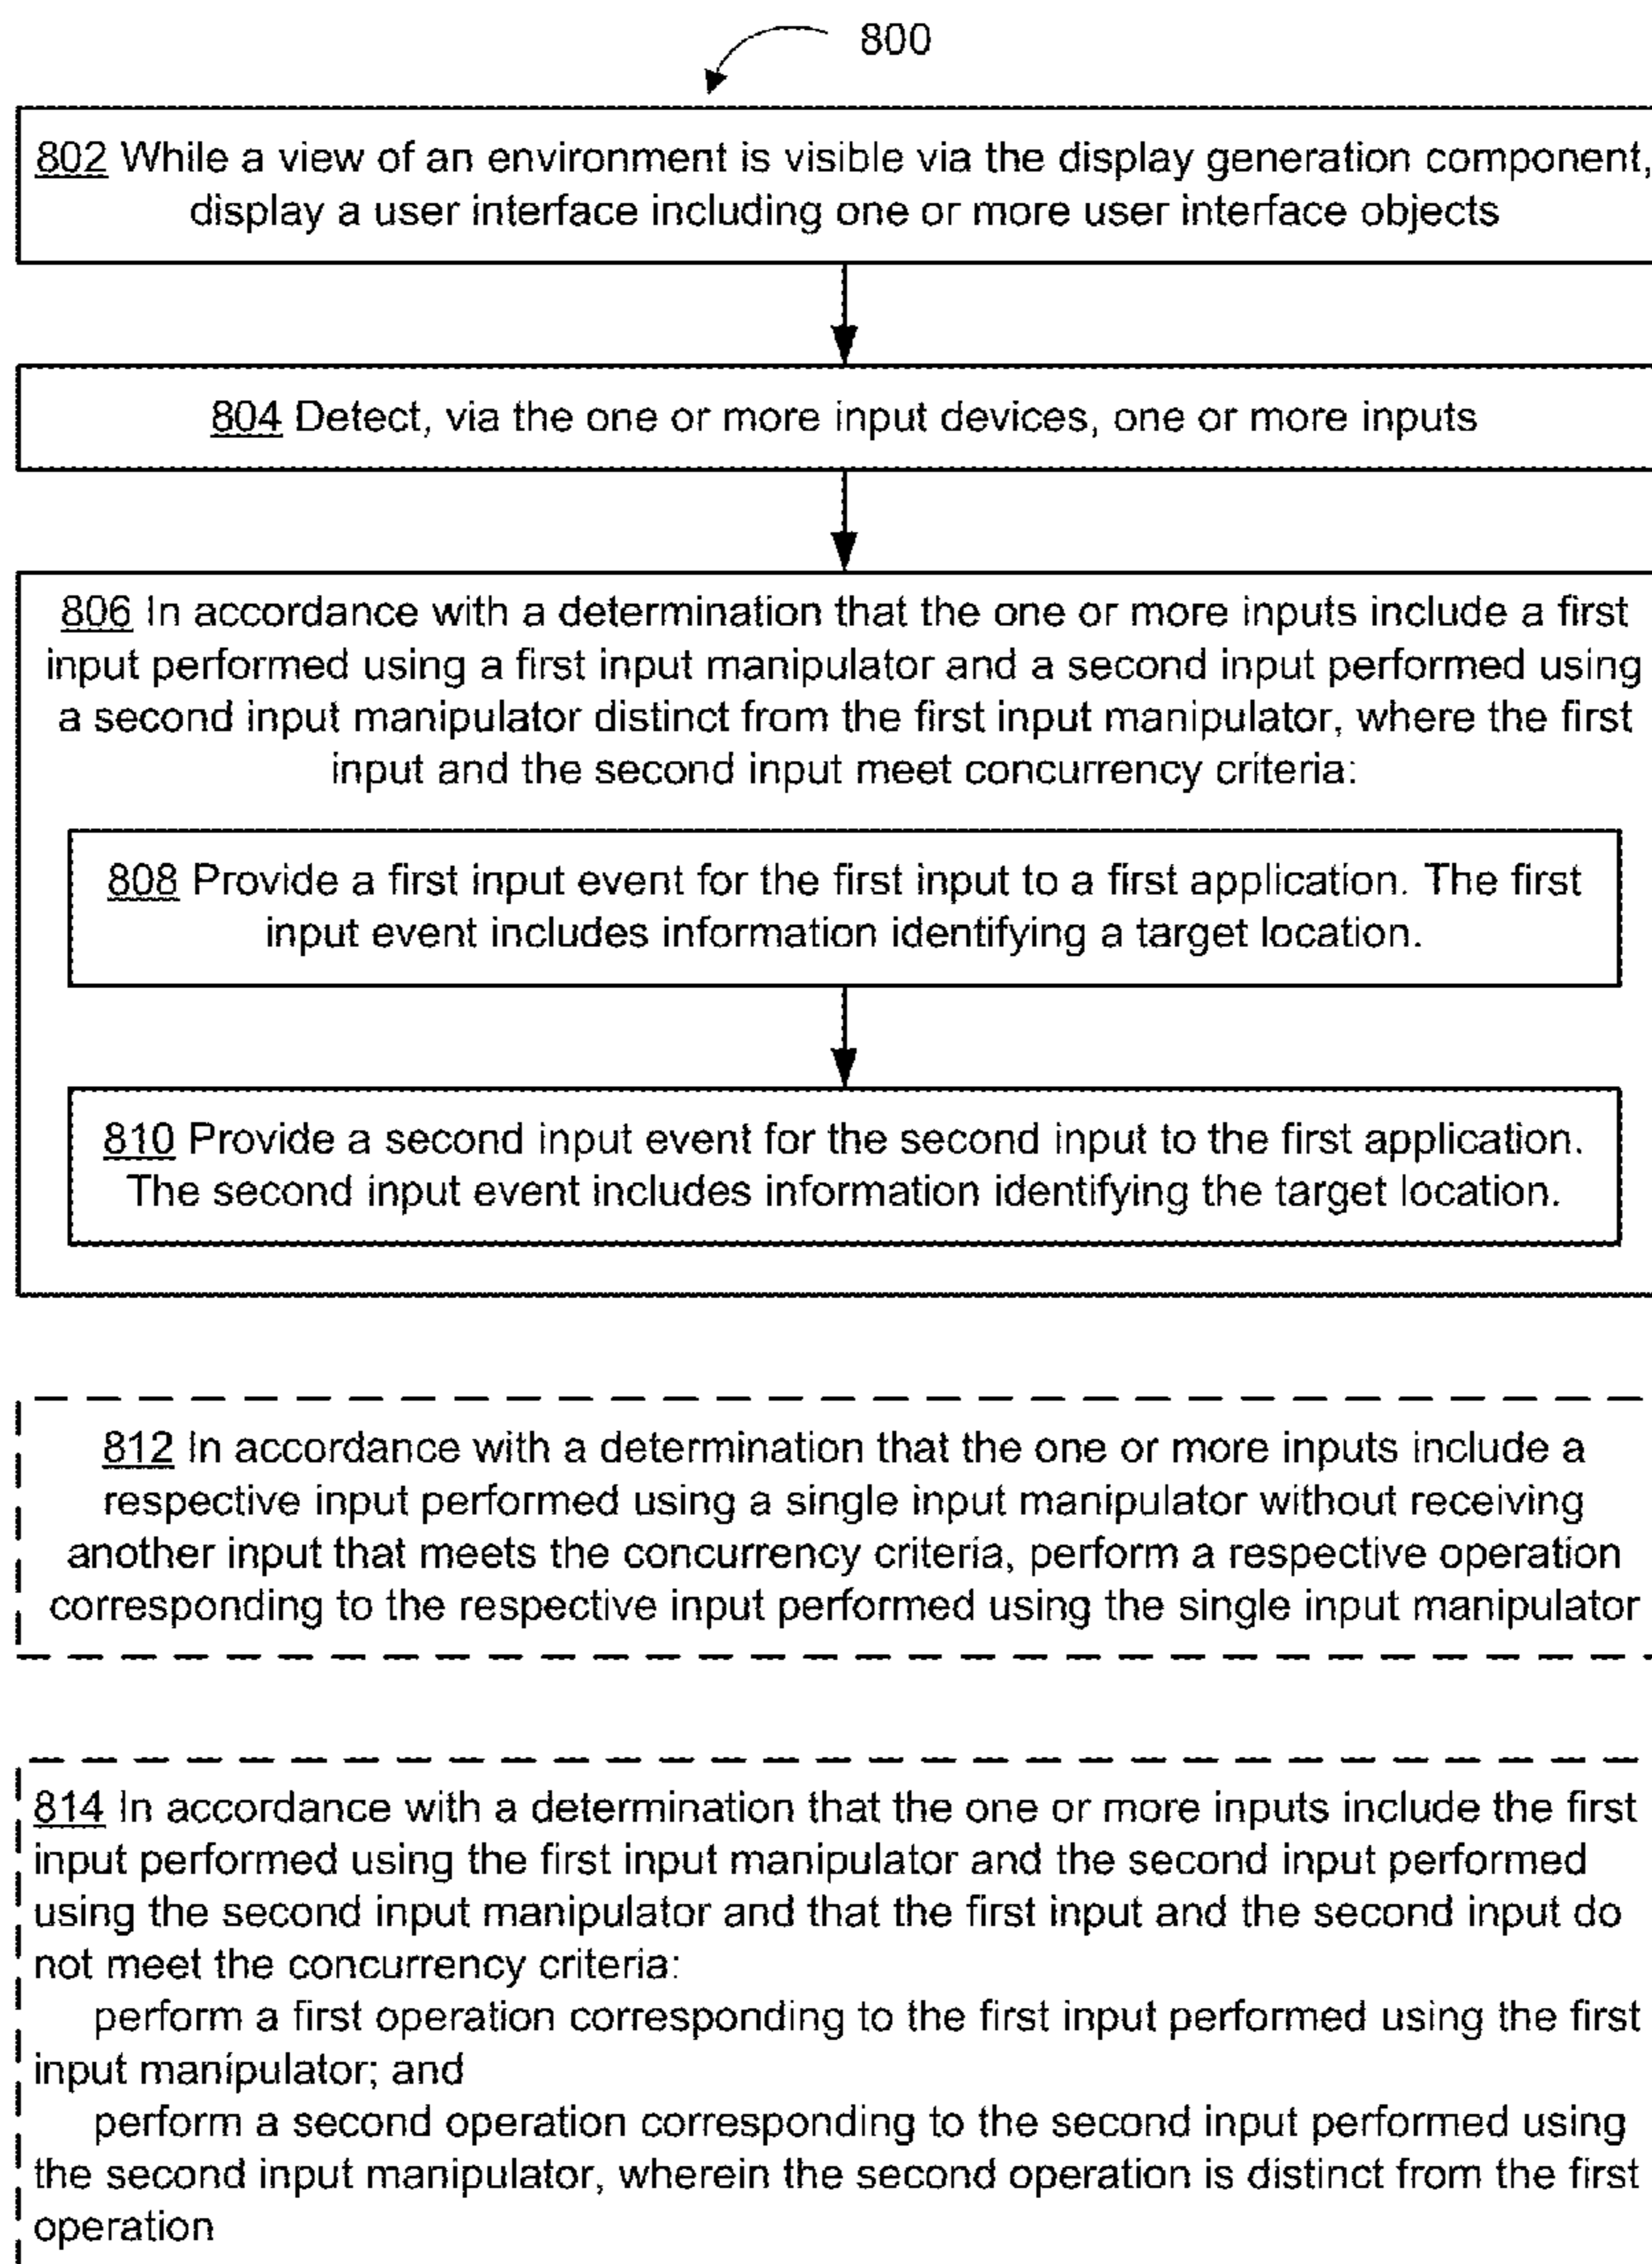 800
802 While a view of an environment is visible via the display generation component,
display a user interface including one or more user interface objects
804 Detect, via the one or more input devices, one or more inputs
806 In accordance with a determination that the one or more inputs include a first
input performed using a first input manipulator and a second input performed using
a second input manipulator distinct from the first input manipulator, where the first
input and the second input meet concurrency criteria:
808 Provide a first input event for the first input to a first application. The first
input event includes information identifying a target location.
810 Provide a second input event for the second input to the first application.
The second input event includes information identifying the target location.
812 In accordance with a determination that the one or more inputs include a
respective input performed using a single input manipulator without receiving
another input that meets the concurrency criteria, perform a respective operation
corresponding to the respective input performed using the single input manipulator
814 In accordance with a determination that the one or more inputs include the first
input performed using the first input manipulator and the second input performed
using the second input manipulator and that the first input and the second input do
not meet the concurrency criteria:
perform a first operation corresponding to the first input performed using the first
input manipulator; and
perform a second operation corresponding to the second input performed using
the second input manipulator, wherein the second operation is distinct from the first
operation